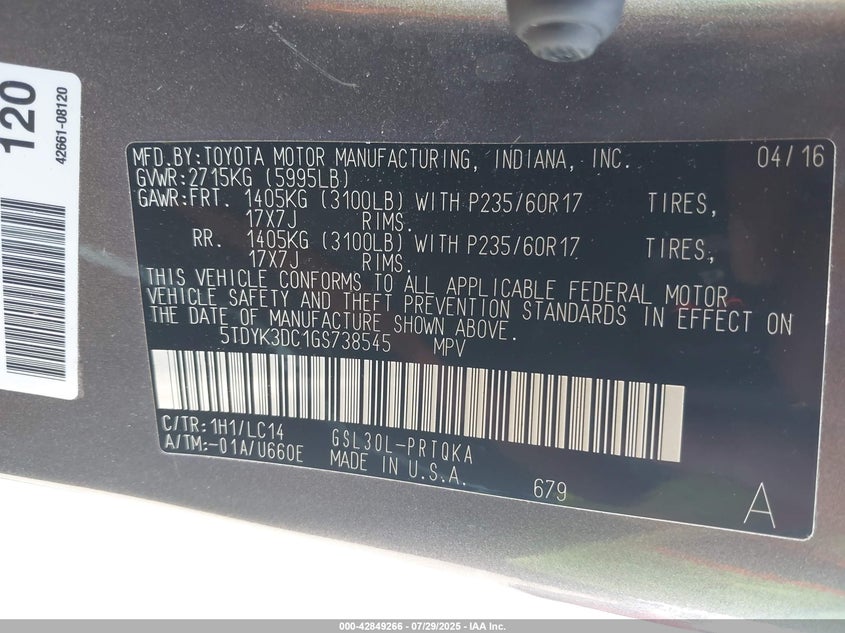 120
42661-08120
MFD.BY:TOYOTA MOTOR MANUFACTURING, INDIANA, INC. 04/16
GVWR:2715KG (5995LB)
GAWR:FRT. 1405KG (3100LB) WITH P235/60R17 TIRES,
17X7J RIMS.
RR. 1405KG (3100LB) WITH P235/60R17 TIRES,
17X7J RIMS.
THIS VEHICLE CONFORMS TO ALL APPLICABLE FEDERAL MOTOR
VEHICLE SAFETY AND THEFT PREVENTION STANDARDS IN EFFECT ON
THE DATE OF MANUFACTURE SHOWN ABOVE.
5TDYK3DC1GS738545 MPV
C/TR:1H1/LC14 GSL30L-PRTQKA
A/TM:-01A/U660E MADE IN U.S.A.
679
A
000-42849266 - 07/29/2025 - IAA Inc.